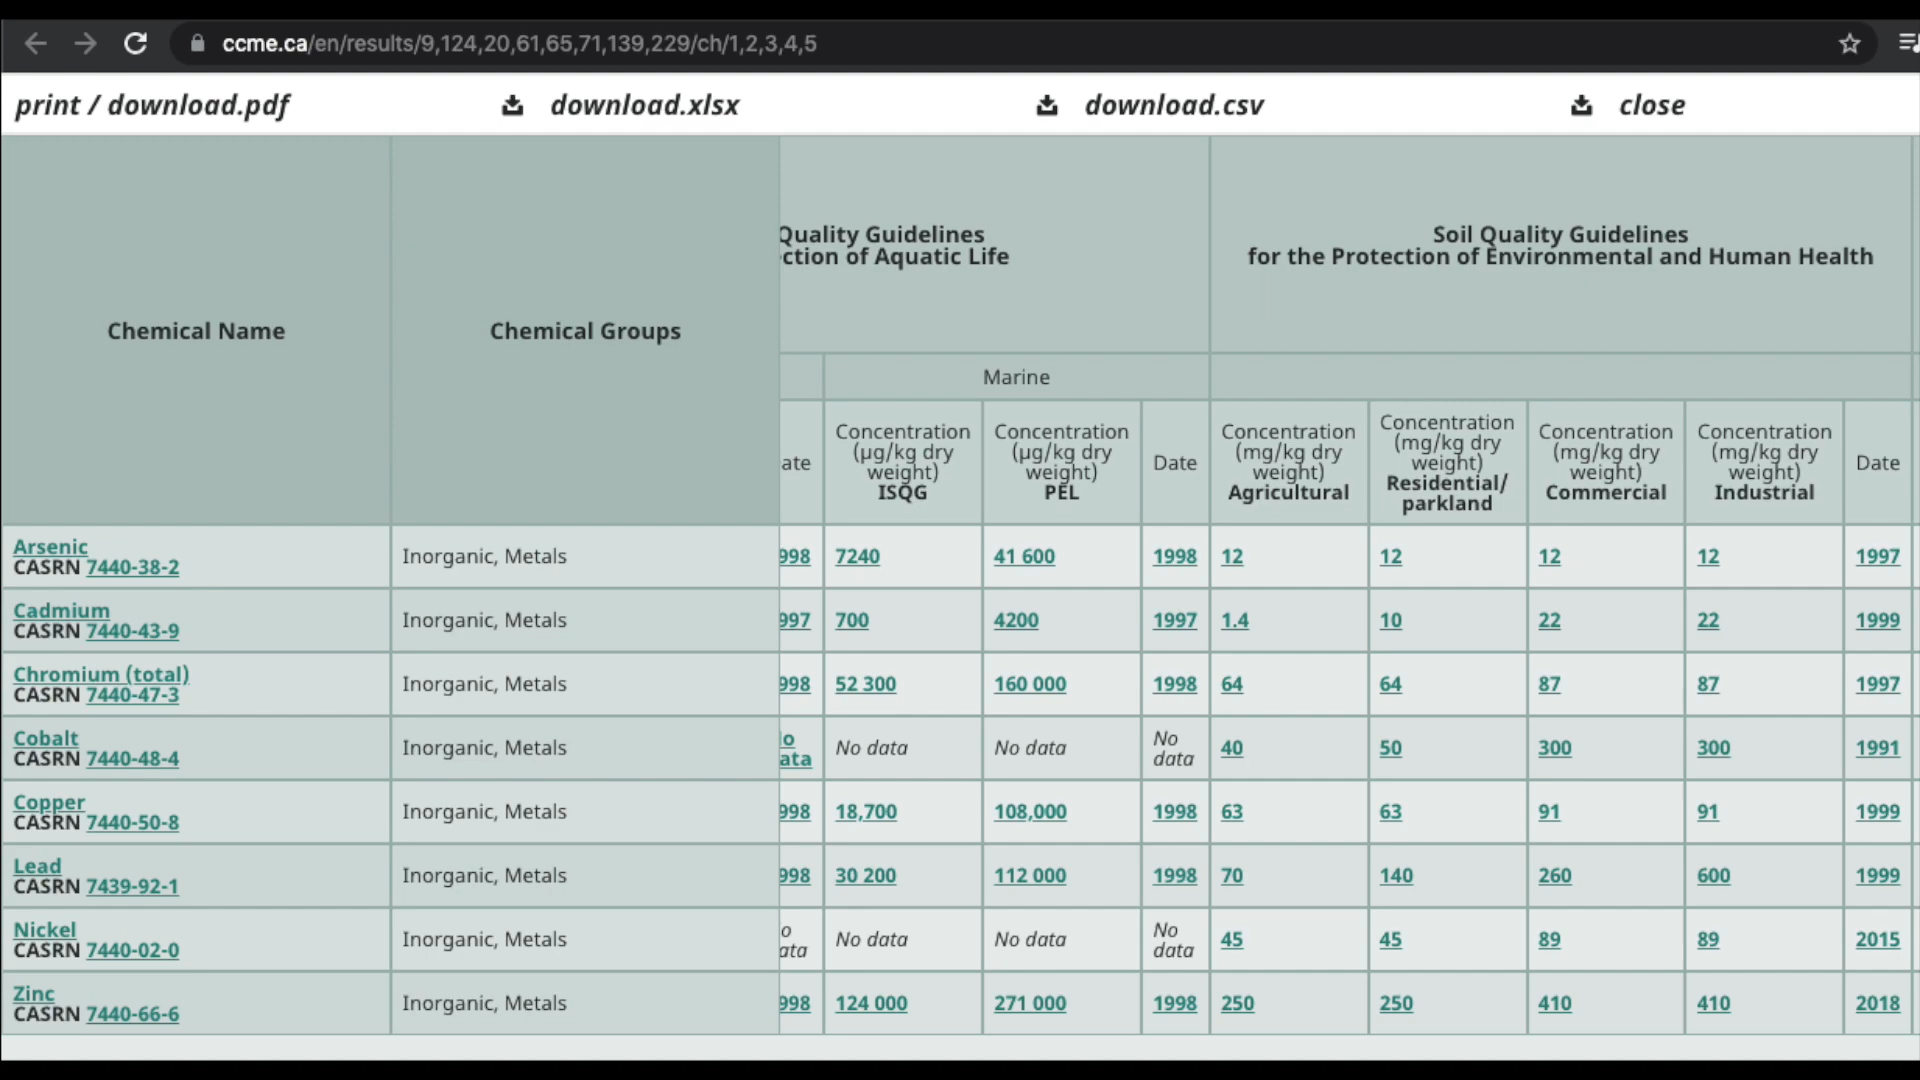 ccme.ca/en/results/9,124,20,61,65,71,139,229/ch/1,2,3,4,5
print / download.pdf download.xlsx download.csv close
Chemical Name Chemical Groups
Quality Guidelines
ction of Aquatic Life
Soil Quality Guidelines
for the Protection of Environmental and Human Health
Marine
ate
Concentration
(µg/kg dry
weight)
ISQG
Concentration
(µg/kg dry
weight)
PEL
Date
Concentration
(mg/kg dry
weight)
Agricultural
Concentration
(mg/kg dry
weight)
Residential/
parkland
Concentration
(mg/kg dry
weight)
Commercial
Concentration
(mg/kg dry
weight)
Industrial
Date
Arsenic
CASRN 7440-38-2
Inorganic, Metals 998 7240 41 600 1998 12 12 12 12 1997
Cadmium
CASRN 7440-43-9
Inorganic, Metals 997 700 4200 1997 1.4 10 22 22 1999
Chromium (total)
CASRN 7440-47-3
Inorganic, Metals 998 52 300 160 000 1998 64 64 87 87 1997
Cobalt
CASRN 7440-48-4
Inorganic, Metals
o
ata
No data No data
No
data
40 50 300 300 1991
Copper
CASRN 7440-50-8
Inorganic, Metals 998 18,700 108,000 1998 63 63 91 91 1999
Lead
CASRN 7439-92-1
Inorganic, Metals 998 30 200 112 000 1998 70 140 260 600 1999
Nickel
CASRN 7440-02-0
Inorganic, Metals
o
ata
No data No data
No
data
45 45 89 89 2015
Zinc
CASRN 7440-66-6
Inorganic, Metals 998 124 000 271 000 1998 250 250 410 410 2018